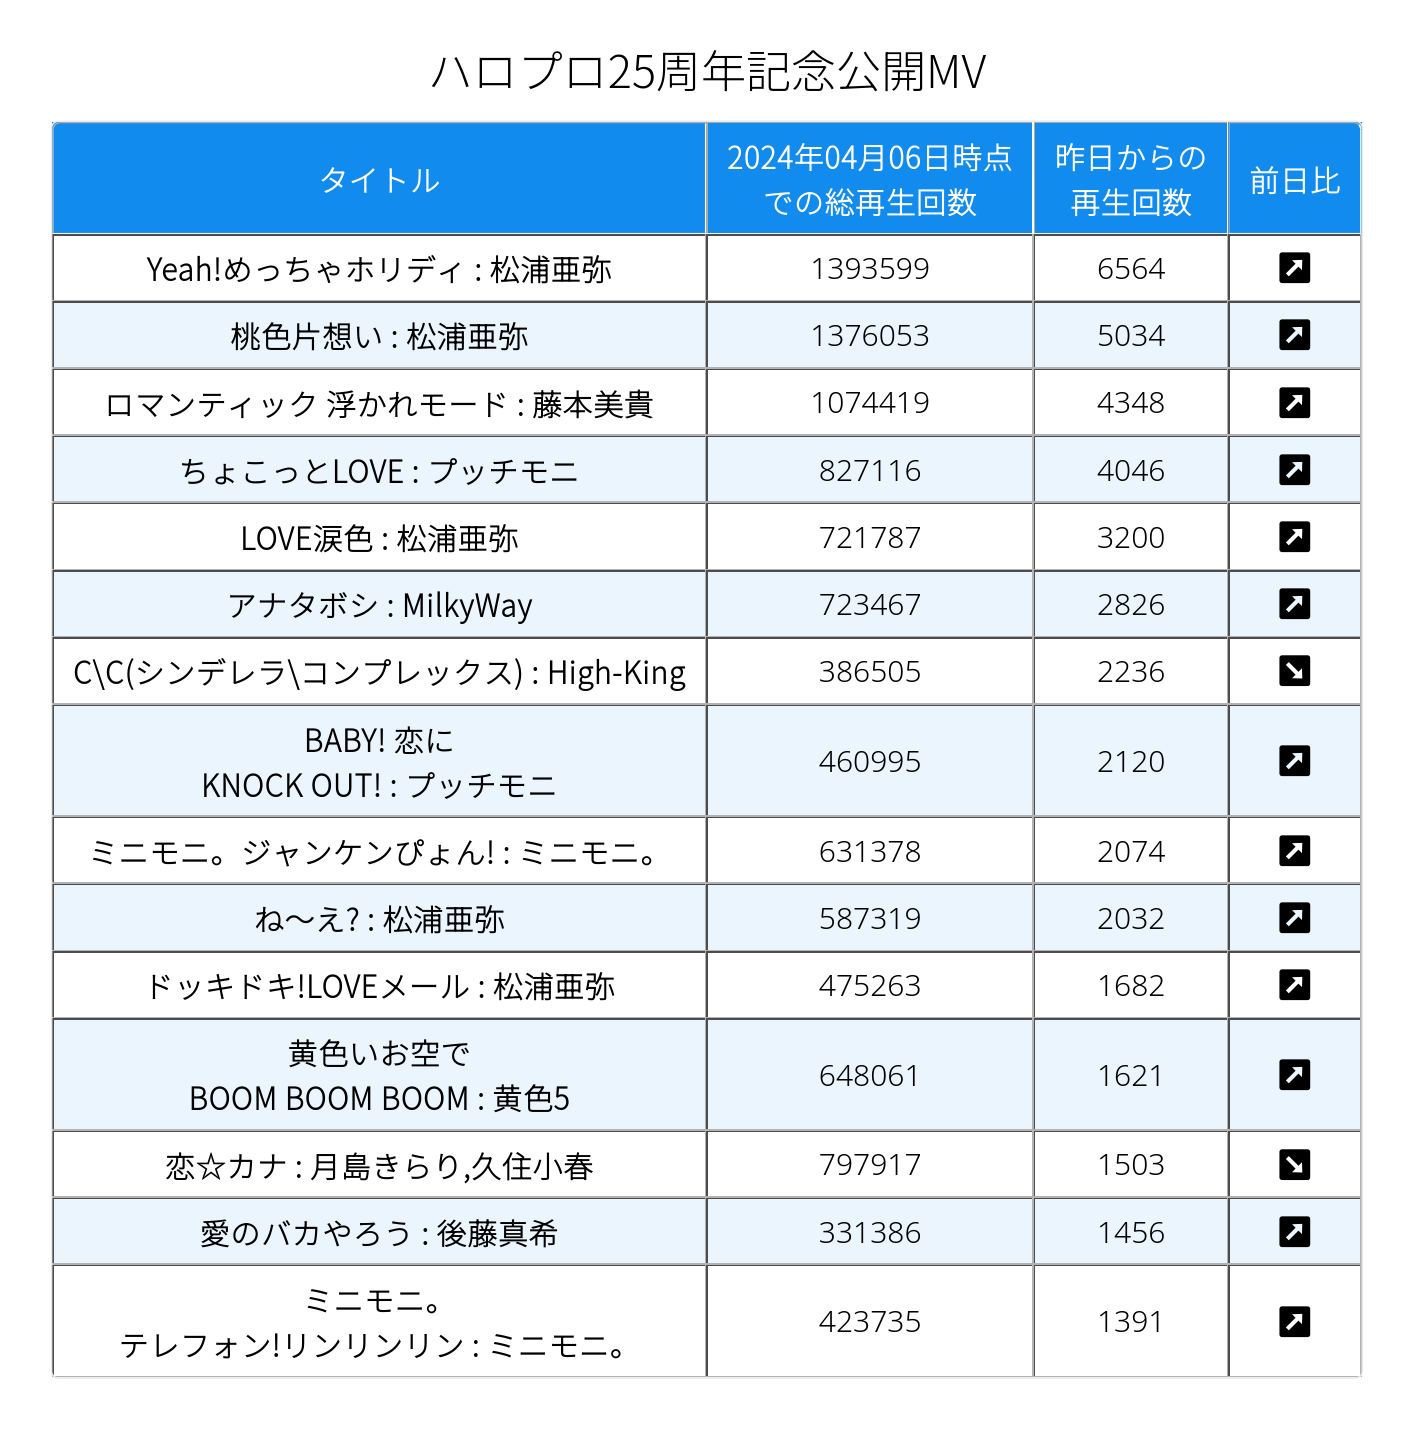 ハロプロ25周年記念公開MV
タイトル
2024年04月06日時点
での総再生回数
昨日からの
再生回数
前日比
Yeah!めっちゃホリディ : 松浦亜弥 1393599 6564
桃色片想い : 松浦亜弥 1376053 5034
ロマンティック 浮かれモード : 藤本美貴 1074419 4348
ちょこっとLOVE : プッチモニ 827116 4046
LOVE涙色 : 松浦亜弥 721787 3200
アナタボシ : MilkyWay 723467 2826
C\C(シンデレラ\コンプレックス) : High-King 386505 2236
BABY! 恋に
KNOCK OUT! : プッチモニ 460995 2120
ミニモニ。ジャンケンぴょん! : ミニモニ。 631378 2074
ね〜え? : 松浦亜弥 587319 2032
ドッキドキ!LOVEメール : 松浦亜弥 475263 1682
黄色いお空で
BOOM BOOM BOOM : 黄色5 648061 1621
恋☆カナ : 月島きらり,久住小春 797917 1503
愛のバカやろう : 後藤真希 331386 1456
ミニモニ。
テレフォン!リンリンリン : ミニモニ。 423735 1391